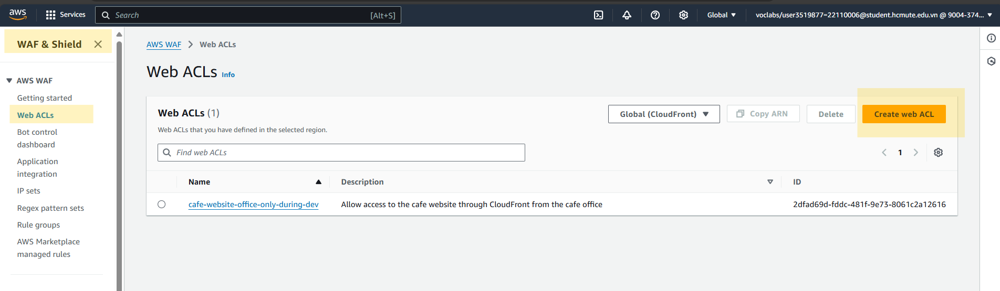 aws
Services
Search
[Alt+S]
Global
voclabs/user3519877=22110006@student.hcmute.edu.vn @ 9004-374...
WAF & Shield
AWS WAF
Getting started
Web ACLs
Bot control
dashboard
Application
integration
IP sets
Regex pattern sets
Rule groups
AWS Marketplace
managed rules
AWS WAF > Web ACLs
Web ACLs Info
Web ACLs (1)
Web ACLs that you have defined in the selected region.
Global (CloudFront)
Copy ARN
Delete
Create web ACL
Find web ACLs
1
Name Description ID
cafe-website-office-only-during-dev Allow access to the cafe website through CloudFront from the cafe office 2dfad69d-fddc-481f-9e73-8061c2a12616